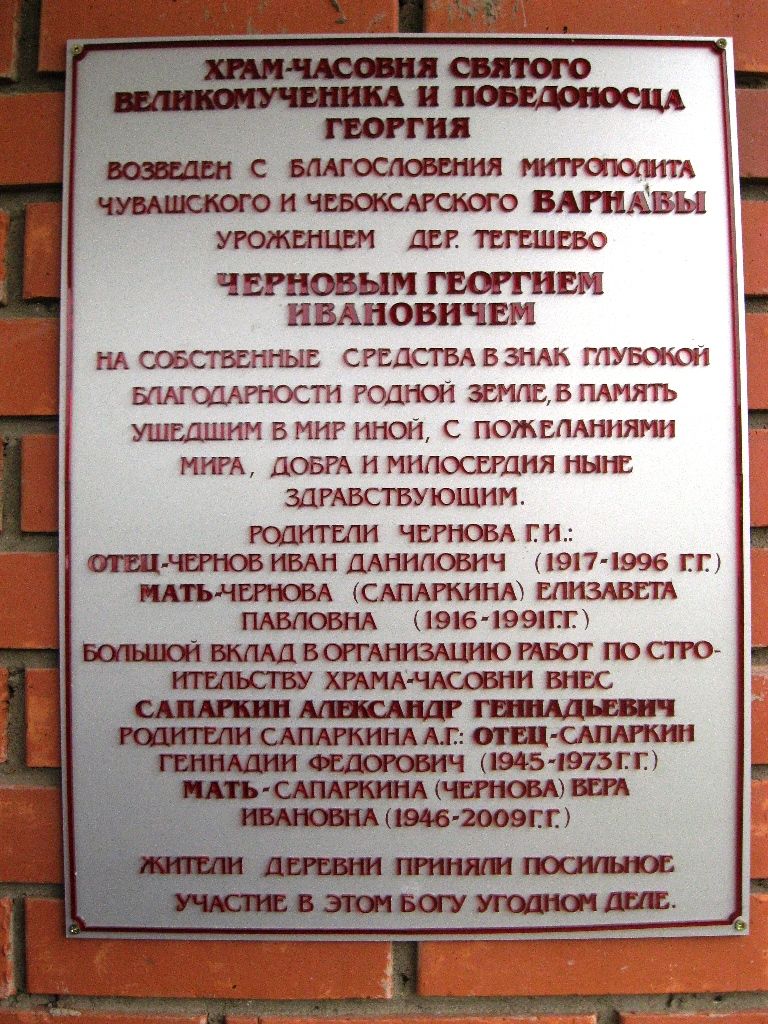 ХРАМ-ЧАСОВНЯ СВЯТОГО
ВЕЛИКОМУЧЕНИКА И ПОБЕДОНОСЦА
ГЕОРГИЯ
ВОЗВЕДЕН С БЛАГОСЛОВЕНИЯ МИТРОПОЛИТА
ЧУВАШСКОГО И ЧЕБОКСАРСКОГО ВАРНАВЫ
УРОЖЕНЦЕМ ДЕР. ТЕГЕШЕВО
ЧЕРНОВЫМ ГЕОРГИЕМ
ИВАНОВИЧЕМ
НА СОБСТВЕННЫЕ СРЕДСТВА В ЗНАК ГЛУБОКОЙ
БЛАГОДАРНОСТИ РОДНОЙ ЗЕМЛЕ, В ПАМЯТЬ
УШЕДШИМ В МИР ИНОЙ, С ПОЖЕЛАНИЯМИ
МИРА, ДОБРА И МИЛОСЕРДИЯ НЫНЕ
ЗДРАВСТВУЮЩИМ.
РОДИТЕЛИ ЧЕРНОВА Г.И.:
ОТЕЦ-ЧЕРНОВ ИВАН ДАНИЛОВИЧ (1917-1996 Г.Г.)
МАТЬ-ЧЕРНОВА (САПАРКИНА) ЕЛИЗАВЕТА
ПАВЛОВНА (1916-1991Г.Г.)
БОЛЬШОЙ ВКЛАД В ОРГАНИЗАЦИЮ РАБОТ ПО СТРО-
ИТЕЛЬСТВУ ХРАМА-ЧАСОВНИ ВНЕС
САПАРКИН АЛЕКСАНДР ГЕННАДЬЕВИЧ
РОДИТЕЛИ САПАРКИНА А.Г.: ОТЕЦ-САПАРКИН
ГЕННАДИИ ФЕДОРОВИЧ (1945-1973Г.Г.)
МАТЬ-САПАРКИНА (ЧЕРНОВА) ВЕРА
ИВАНОВНА (1946-2009Г.Г.)
ЖИТЕЛИ ДЕРЕВНИ ПРИНЯЛИ ПОСИЛЬНОЕ
УЧАСТИЕ В ЭТОМ БОГУ УГОДНОМ ДЕЛЕ.